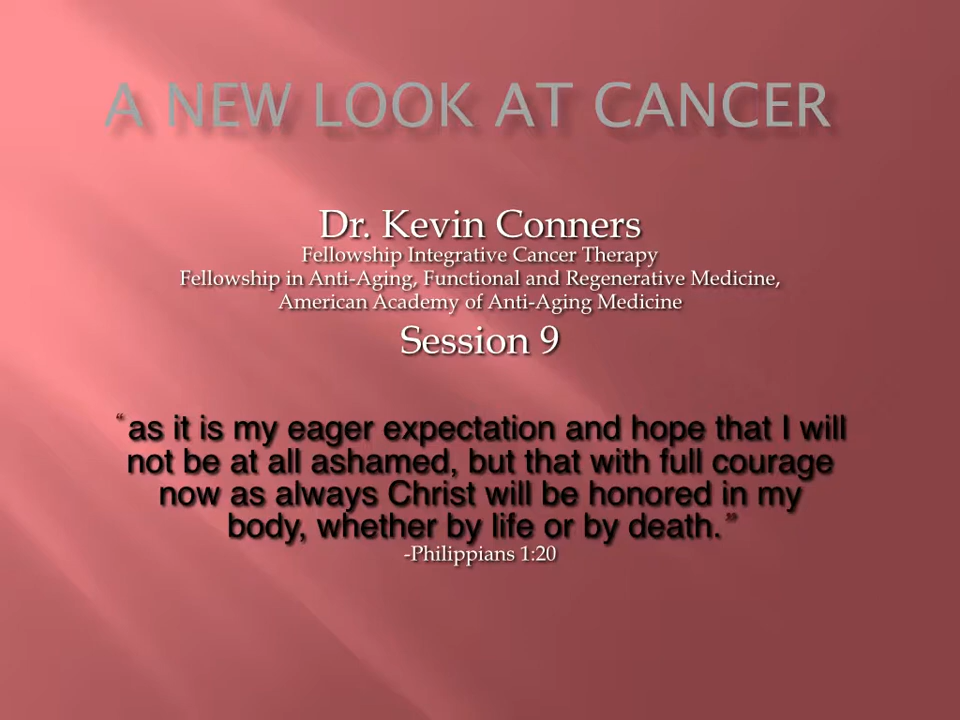 A NEW LOOK AT CANCER
Dr. Kevin Conners
Fellowship Integrative Cancer Therapy
Fellowship in Anti-Aging, Functional and Regenerative Medicine,
American Academy of Anti-Aging Medicine
Session 9
“as it is my eager expectation and hope that I will
not be at all ashamed, but that with full courage
now as always Christ will be honored in my
body, whether by life or by death.”
-Philippians 1:20